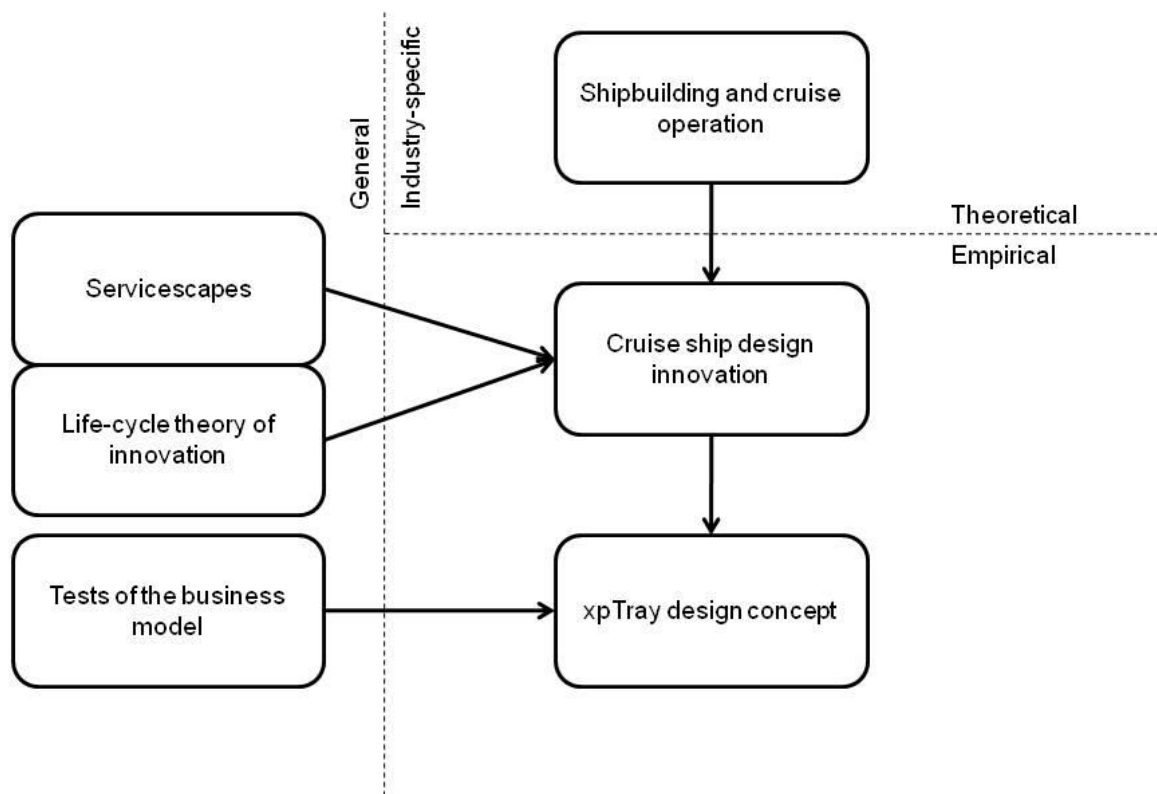 Shipbuilding and cruise
operation
General
Industry-specific
Theoretical
Empirical
Servicescapes
Cruise ship design
innovation
Life-cycle theory of
innovation
Tests of the business
model
xpTray design concept